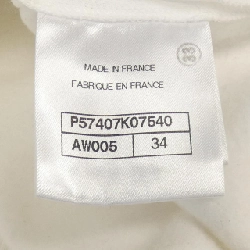 MADE IN FRANCE
FABRIQUE EN FRANCE
P57407K07540
AW005 34